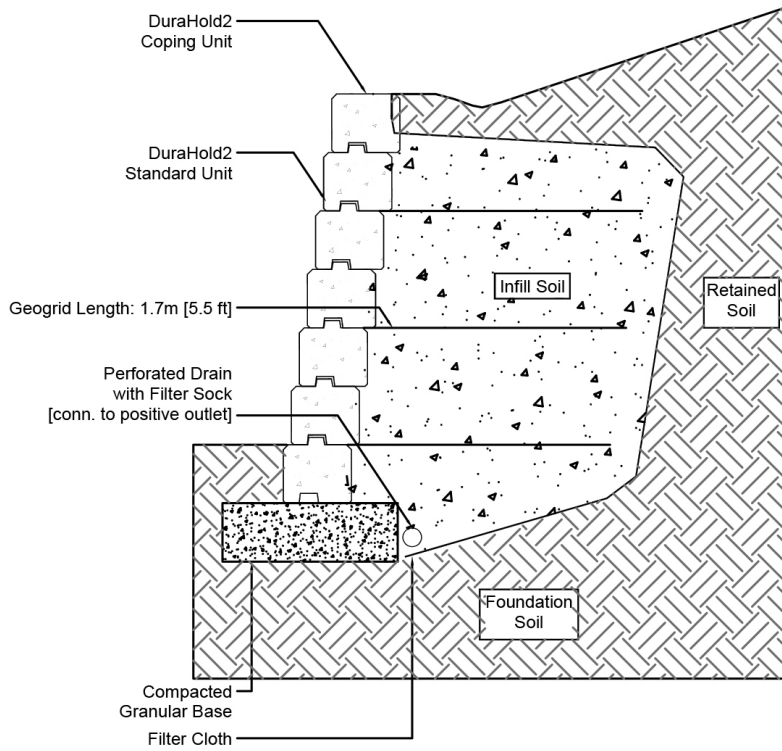 DuraHold2
Coping Unit
DuraHold2
Standard Unit
Infill Soil
Retained
Soil
Geogrid Length: 1.7m [5.5 ft]
Perforated Drain
with Filter Sock
[conn. to positive outlet]
Foundation
Soil
Compacted
Granular Base
Filter Cloth